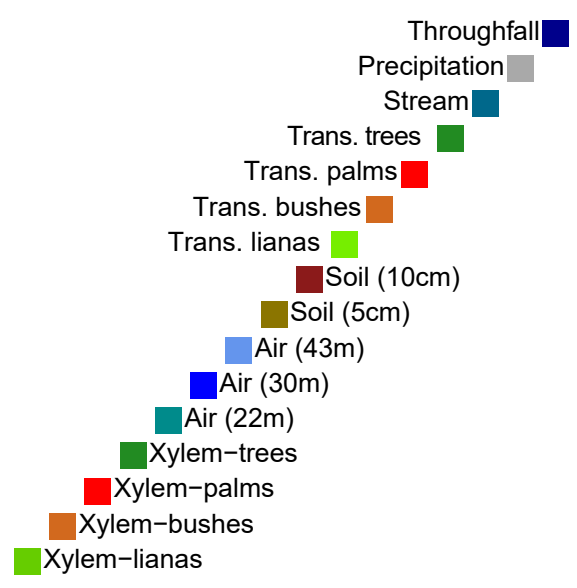 Throughfall
Precipitation
Stream
Trans. trees
Trans. palms
Trans. bushes
Trans. lianas
Soil (10cm)
Soil (5cm)
Air (43m)
Air (30m)
Air (22m)
Xylem−trees
Xylem−palms
Xylem−bushes
Xylem−lianas